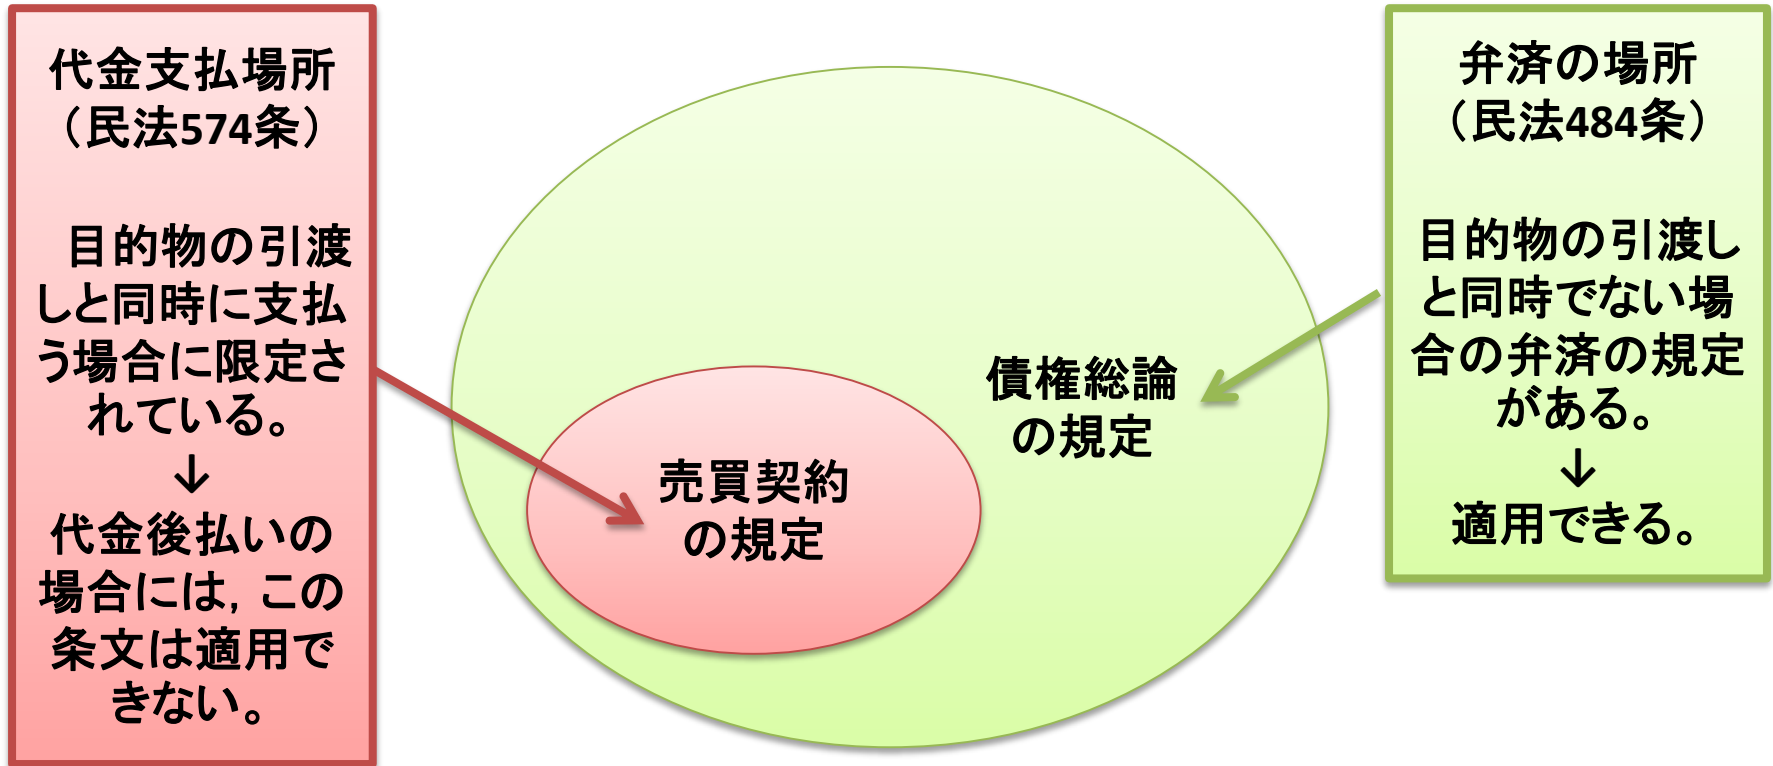 代金支払場所
（民法574条）
目的物の引渡
しと同時に支払
う場合に限定さ
れている。
↓
代金後払いの
場合には，この
条文は適用で
きない。
売買契約
の規定
債権総論
の規定
弁済の場所
（民法484条）
目的物の引渡し
と同時でない場
合の弁済の規定
がある。
↓
適用できる。